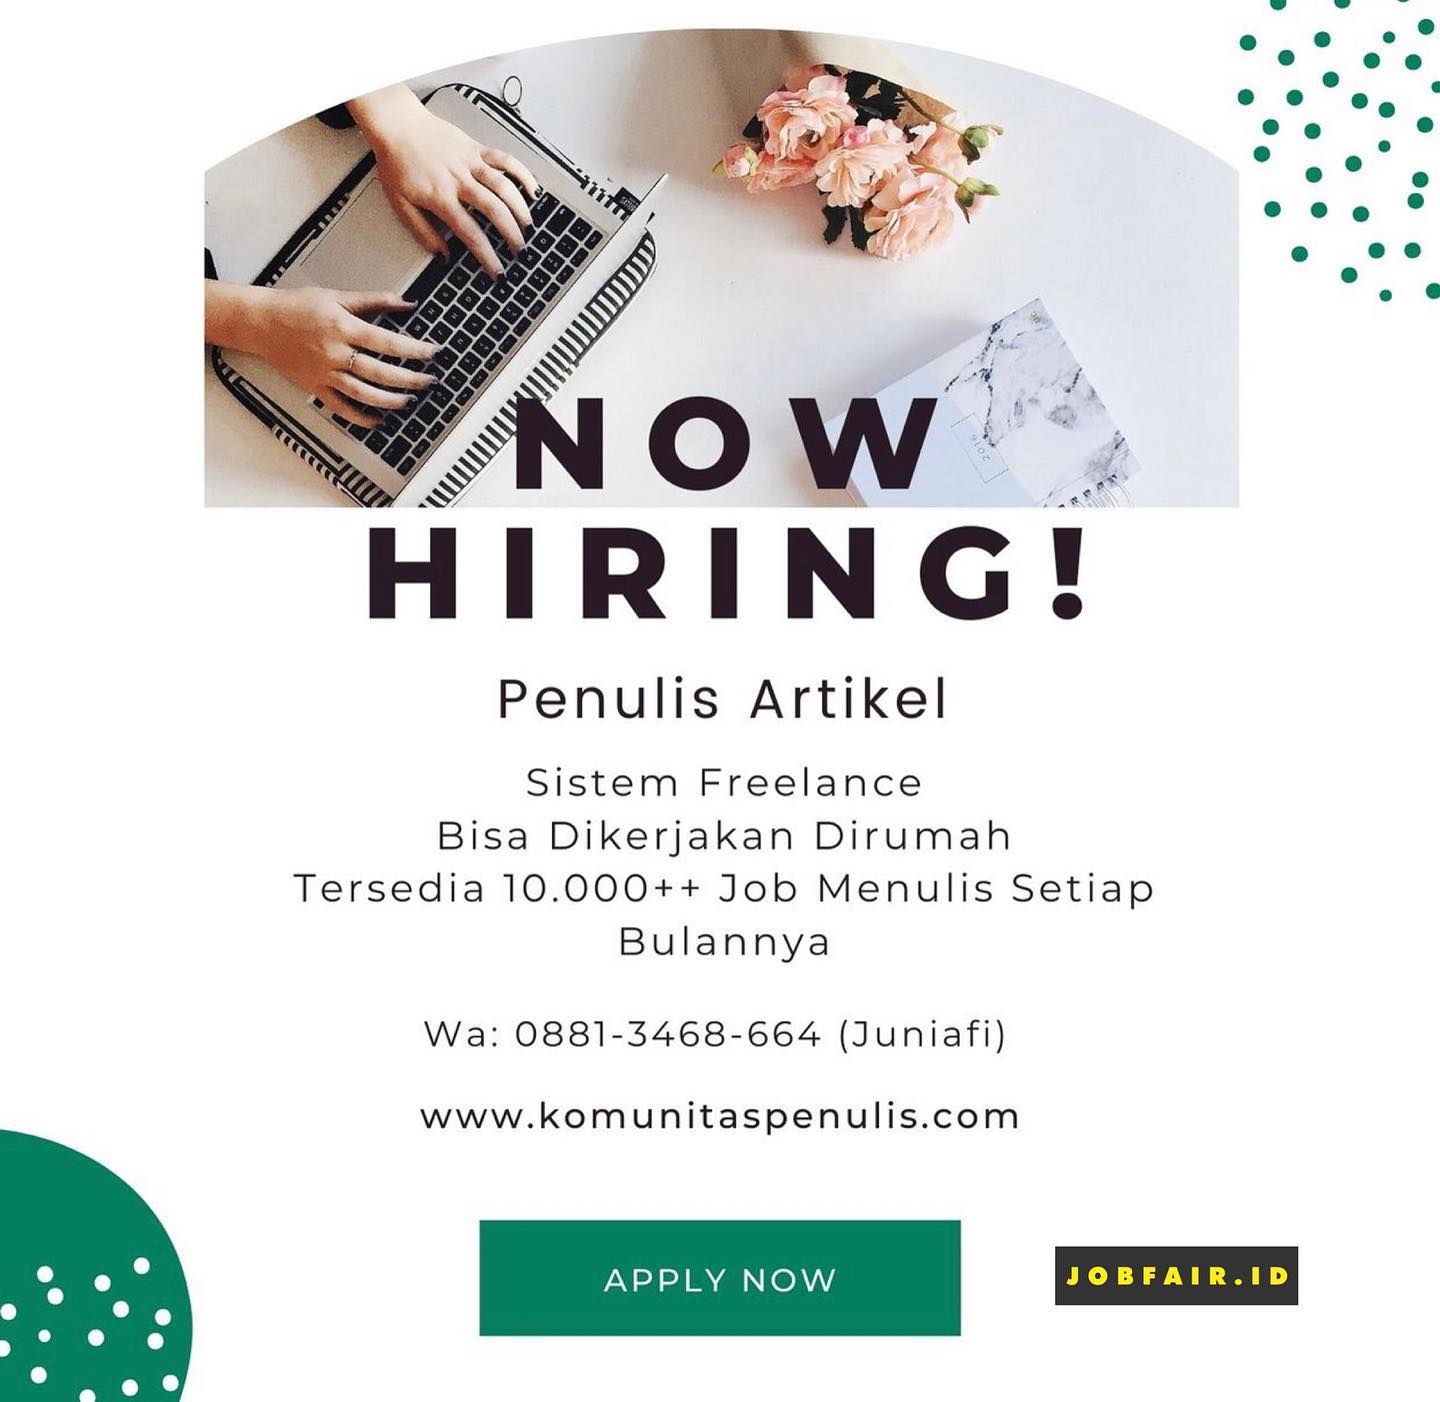 NOW
HIRING!
Penulis Artikel
Sistem Freelance
Bisa Dikerjakan Dirumah
Tersedia 10.000++ Job Menulis Setiap
Bulannya
Wa: 0881-3468-664 (Juniafi)
www.komunitaspenulis.com
APPLY NOW
JOBFAIR.ID
2016